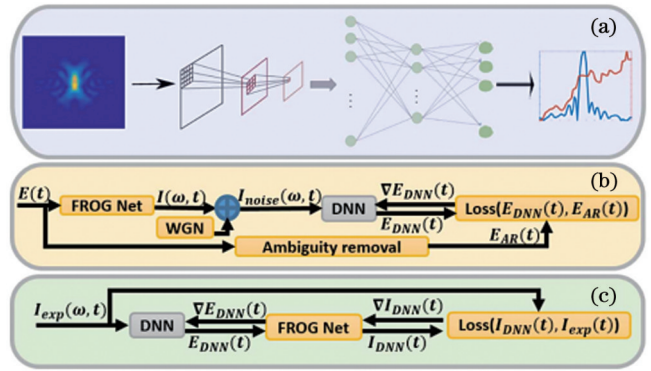 (a)
(b)
E(t)
FROG Net
I(ω, t)
I_noise(ω, t)
∇E_DNN(t)
DNN
Loss(E_DNN(t), E_AR(t))
WGN
E_DNN(t)
Ambiguity removal
E_AR(t)
(c)
I_exp(ω, t)
∇E_DNN(t)
∇I_DNN(t)
DNN
FROG Net
Loss(I_DNN(t), I_exp(t))
E_DNN(t)
I_DNN(t)